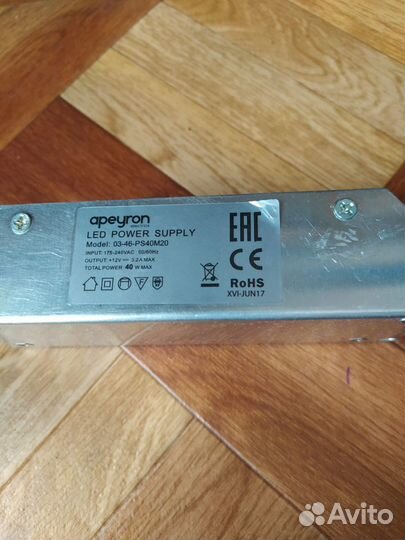 apeyron
LED POWER SUPPLY
Model: 03-46-PS40M20
INPUT: 175-240VAC 50/60Hz
OUTPUT: +12V 3.2A MAX
TOTAL POWER: 40 W MAX
F
EAC
CE
RoHS
XVI-JUN17
Avito